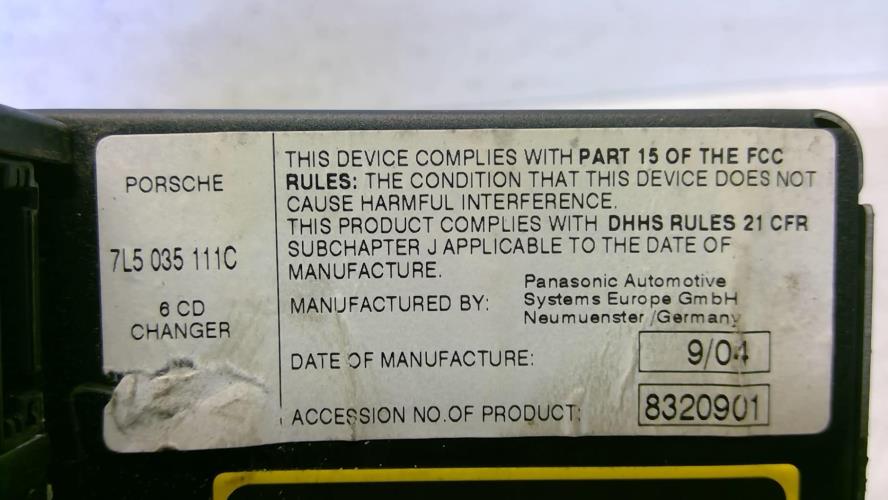 PORSCHE
7L5 035 111C
6 CD
CHANGER
THIS DEVICE COMPLIES WITH PART 15 OF THE FCC
RULES: THE CONDITION THAT THIS DEVICE DOES NOT
CAUSE HARMFUL INTERFERENCE.
THIS PRODUCT COMPLIES WITH DHHS RULES 21 CFR
SUBCHAPTER J APPLICABLE TO THE DATE OF
MANUFACTURE.
MANUFACTURED BY: Panasonic Automotive
Systems Europe GmbH
Neumuenster /Germany
DATE OF MANUFACTURE: 9/04
ACCESSION NO.OF PRODUCT: 8320901